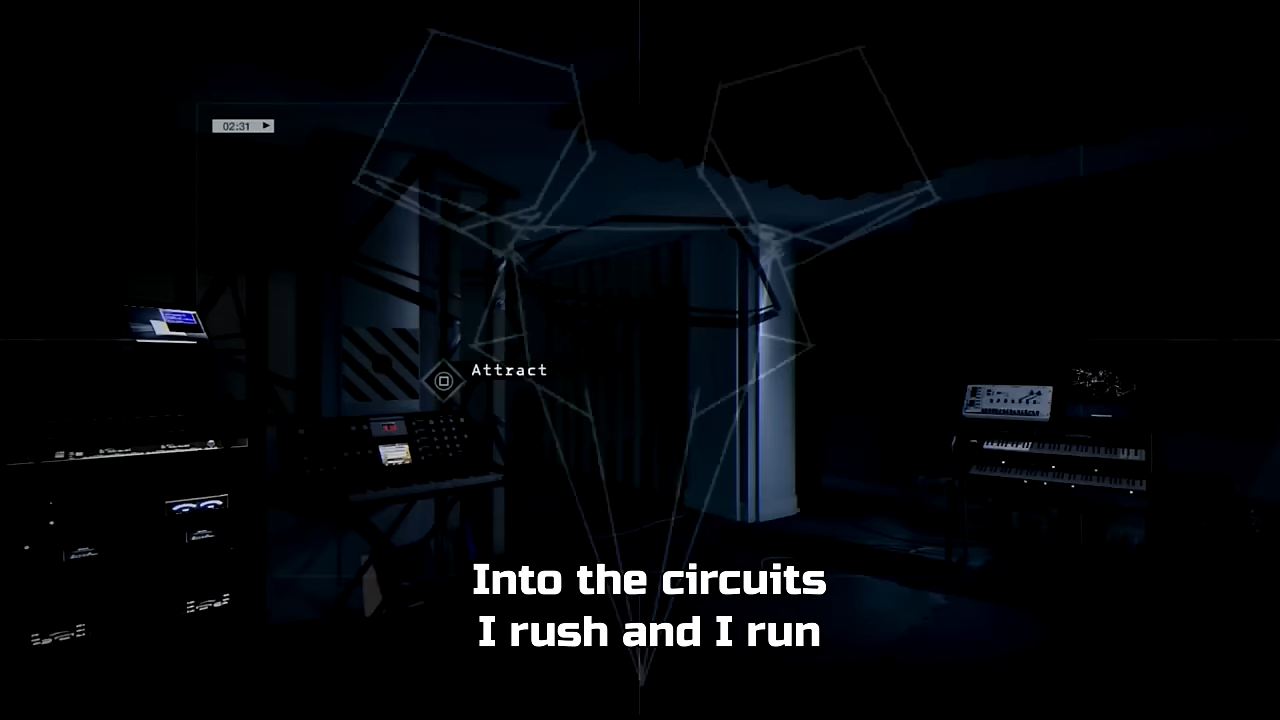 02:31
Attract
Into the circuits
I rush and I run